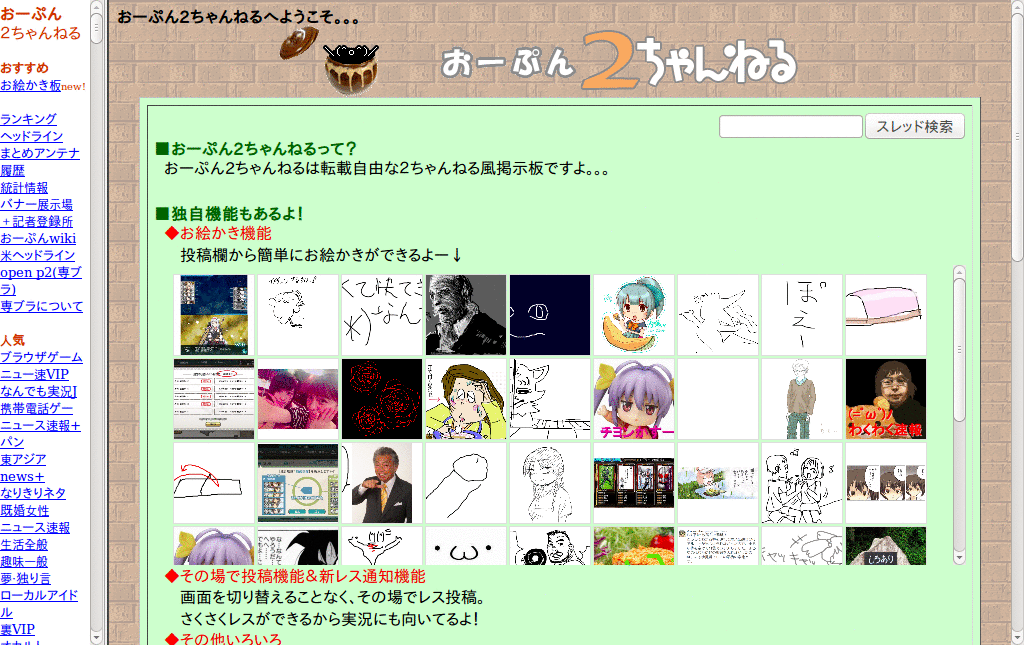 おーぷん
2ちゃんねる
おすすめ
お絵かき板new!
ランキング
ヘッドライン
まとめアンテナ
履歴
統計情報
バナー展示場
+記者登録所
おーぷんwiki
米ヘッドライン
open p2(専ブ
ラ)
専ブラについて
人気
ブラウザゲーム
ニュー速VIP
なんでも実況J
携帯電話ゲー
ニュース速報+
パン
東アジア
news+
なりきりネタ
既婚女性
ニュース速報
生活全般
趣味一般
夢・独り言
ローカルアイド
ル
裏VIP
オカルト
おーぷん2ちゃんねるへようこそ。。。
おーぷん2ちゃんねる
スレッド検索
■おーぷん2ちゃんねるって?
おーぷん2ちゃんねるは転載自由な2ちゃんねる風掲示板ですよ。。。
■独自機能もあるよ!
◆お絵かき機能
投稿欄から簡単にお絵かきができるよー↓
ぽえー
わくわく速報
◆その場で投稿機能&新レス通知機能
画面を切り替えることなく、その場でレス投稿。
さくさくレスができるから実況にも向いてるよ!
◆その他いろいろ